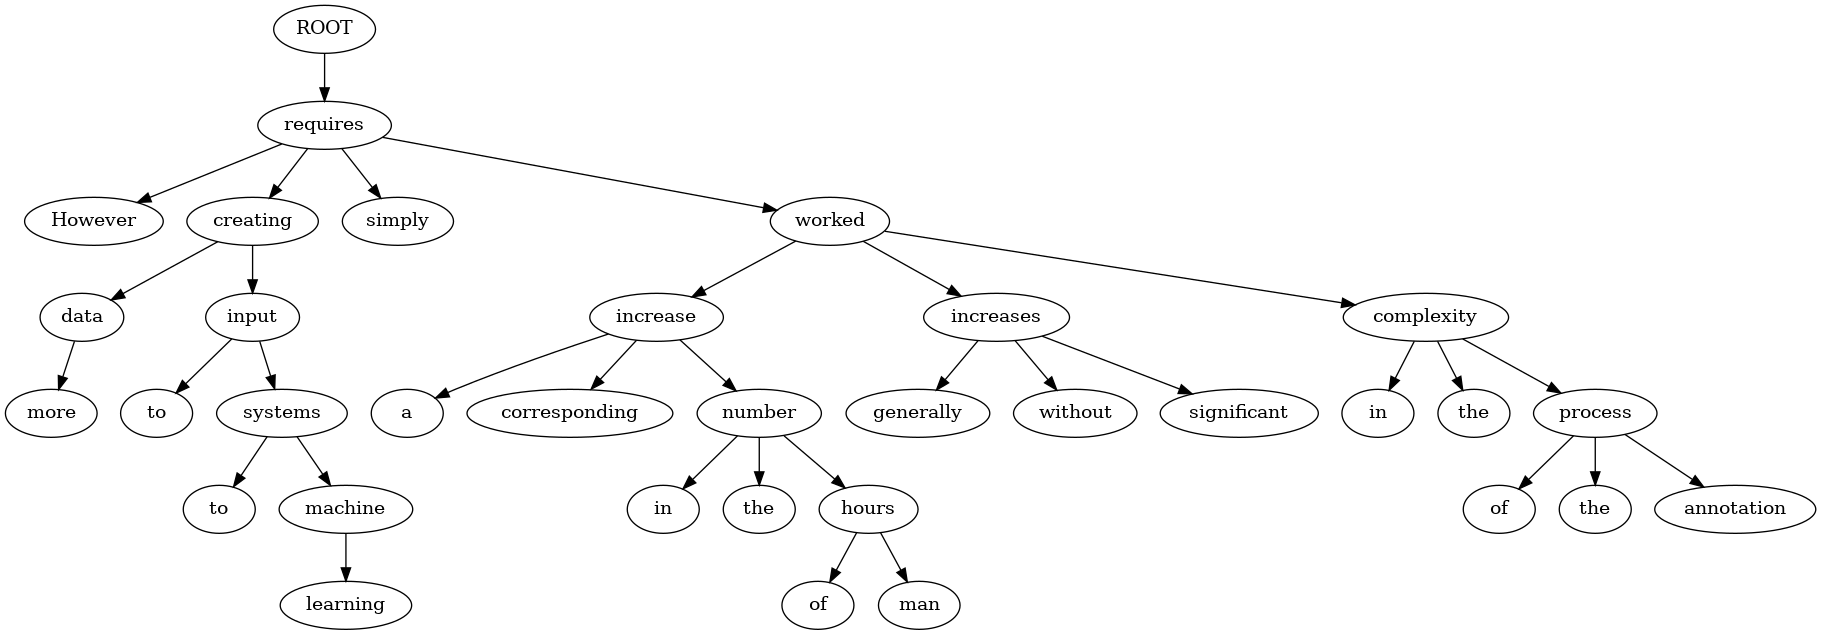 ROOT
requires
However creating simply worked
data input increase increases complexity
more to systems a corresponding number generally without significant in the process
to machine in the hours of the annotation
learning of man